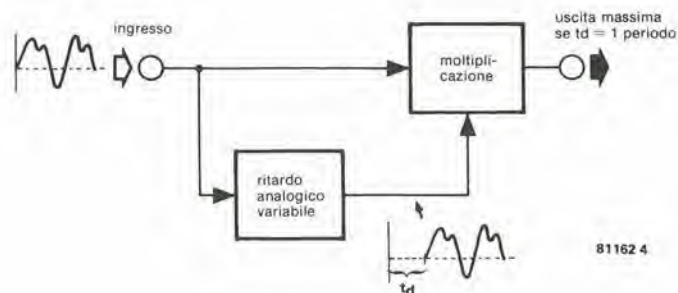 ingresso
uscita massima
se td = 1 periodo
moltipli-
cazione
ritardo
analogico
variabile
td
81162 4